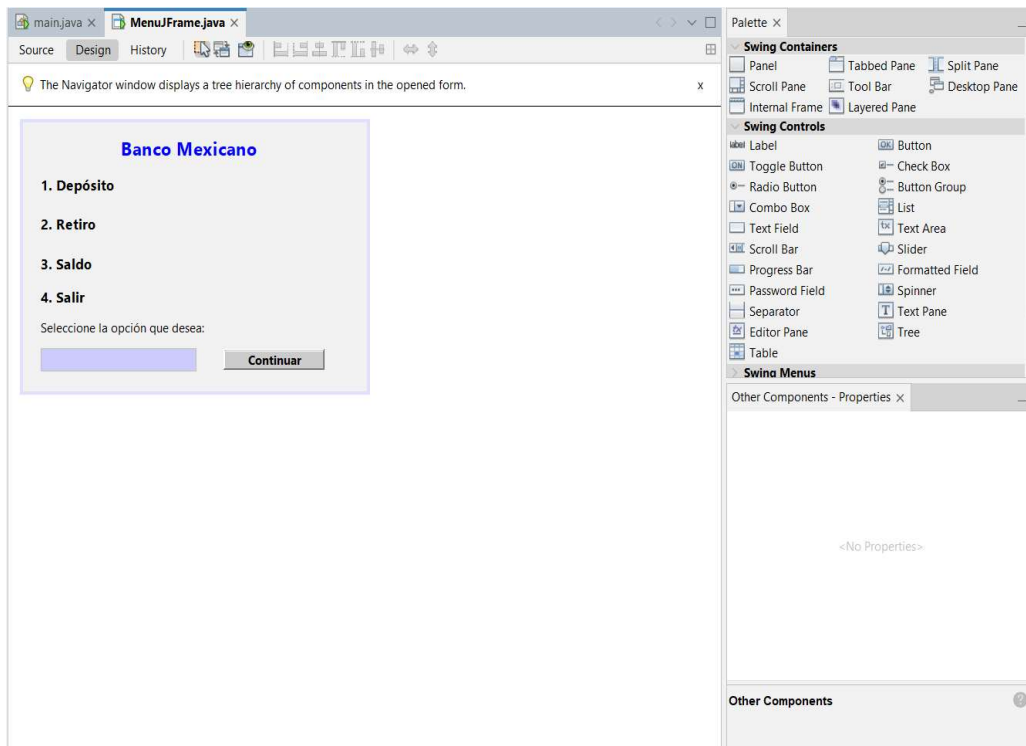 main.java × MenuJFrame.java ×
Source Design History
The Navigator window displays a tree hierarchy of components in the opened form. x
Banco Mexicano
1. Depósito
2. Retiro
3. Saldo
4. Salir
Seleccione la opción que desea:
Continuar
Palette ×
Swing Containers
Panel Tabbed Pane Split Pane
Scroll Pane Tool Bar Desktop Pane
Internal Frame Layered Pane
Swing Controls
label Label OK Button
ON Toggle Button Check Box
Radio Button Button Group
Combo Box List
Text Field Text Area
Scroll Bar Slider
Progress Bar Formatted Field
Password Field Spinner
Separator Text Pane
Editor Pane Tree
Table
Swing Menus
Other Components - Properties ×
<No Properties>
Other Components